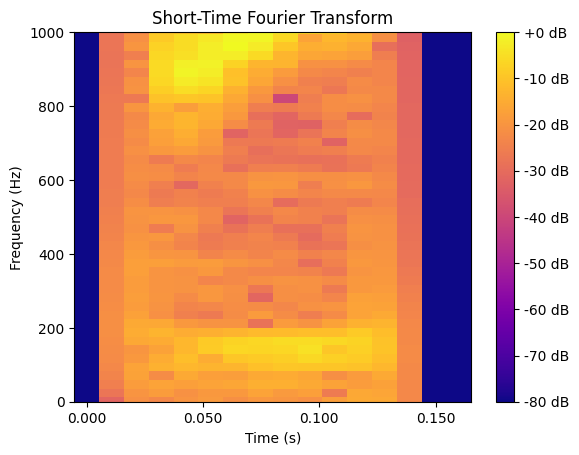 Short-Time Fourier Transform
1000
800
600
400
200
0
Frequency (Hz)
0.000
0.050
0.100
0.150
Time (s)
+0 dB
-10 dB
-20 dB
-30 dB
-40 dB
-50 dB
-60 dB
-70 dB
-80 dB